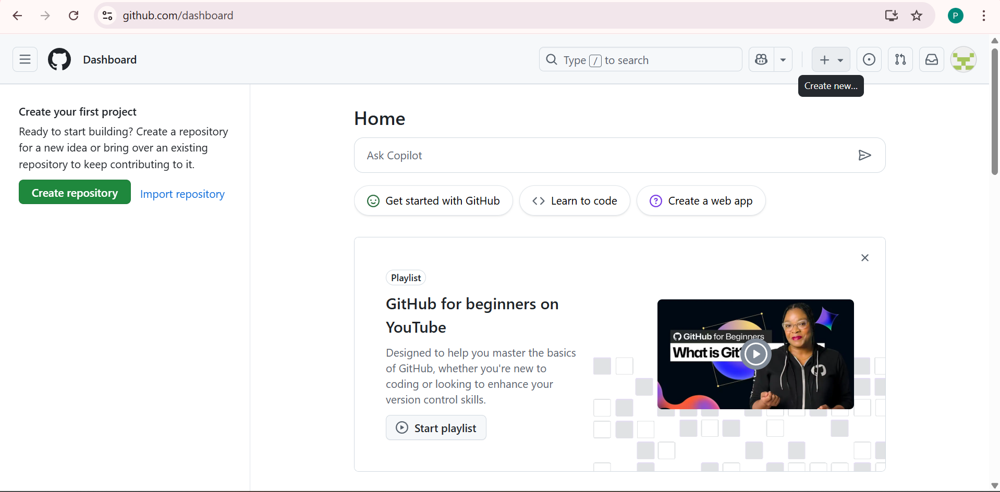 github.com/dashboard
P
Dashboard
Type / to search
Create new...
Create your first project
Ready to start building? Create a repository
for a new idea or bring over an existing
repository to keep contributing to it.
Create repository
Import repository
Home
Ask Copilot
Get started with GitHub
Learn to code
Create a web app
Playlist
GitHub for beginners on
YouTube
Designed to help you master the basics
of GitHub, whether you're new to
coding or looking to enhance your
version control skills.
Start playlist
GitHub for Beginners
What is Git